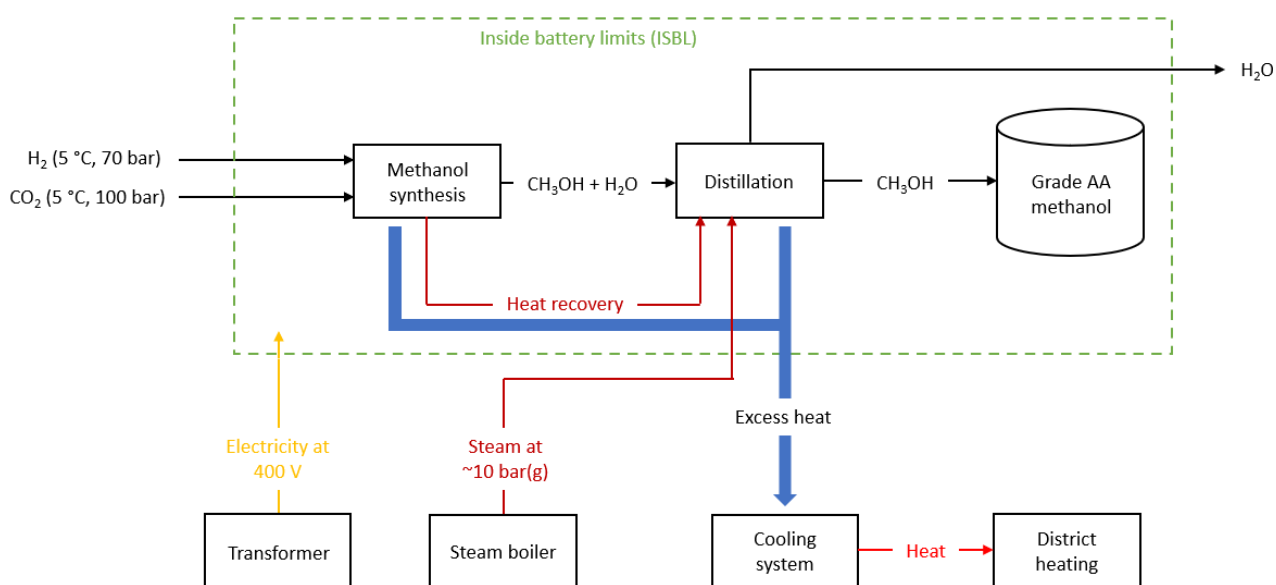 Inside battery limits (ISBL)
H₂O
H₂ (5 °C, 70 bar)
CO₂ (5 °C, 100 bar)
Methanol
synthesis
CH₃OH + H₂O
Distillation
CH₃OH
Grade AA
methanol
Heat recovery
Excess heat
Electricity at
400 V
Steam at
~10 bar(g)
Transformer
Steam boiler
Cooling
system
Heat
District
heating